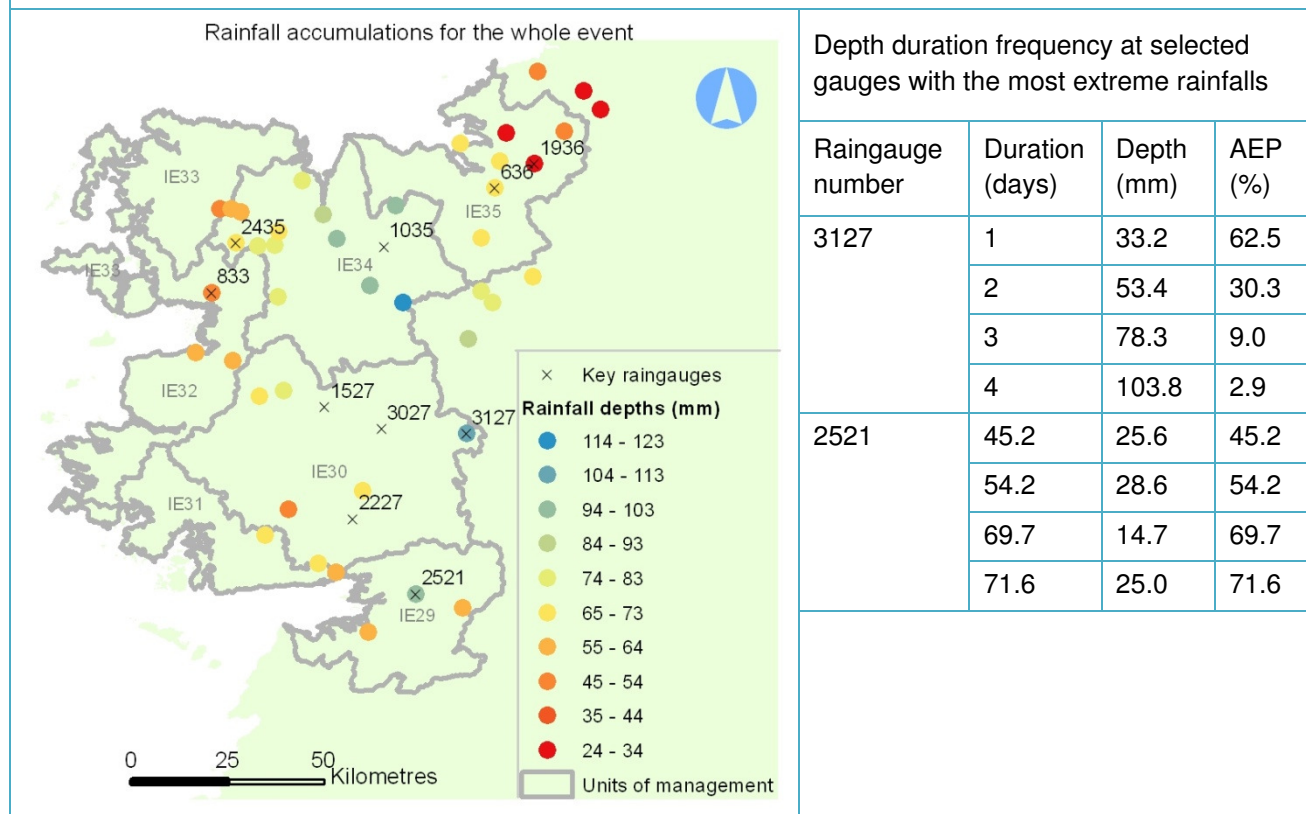 Rainfall accumulations for the whole event
1936
636
IE33
IE35
2435
1035
IE34
IE33
833
IE32
1527
3027
3127
IE30
IE31
2227
2521
IE29
Key raingauges
Rainfall depths (mm)
114 - 123
104 - 113
94 - 103
84 - 93
74 - 83
65 - 73
55 - 64
45 - 54
35 - 44
24 - 34
Units of management
0 25 50
Kilometres
Depth duration frequency at selected
gauges with the most extreme rainfalls
Raingauge Duration Depth AEP
number (days) (mm) (%)
3127 1 33.2 62.5
2 53.4 30.3
3 78.3 9.0
4 103.8 2.9
2521 45.2 25.6 45.2
54.2 28.6 54.2
69.7 14.7 69.7
71.6 25.0 71.6